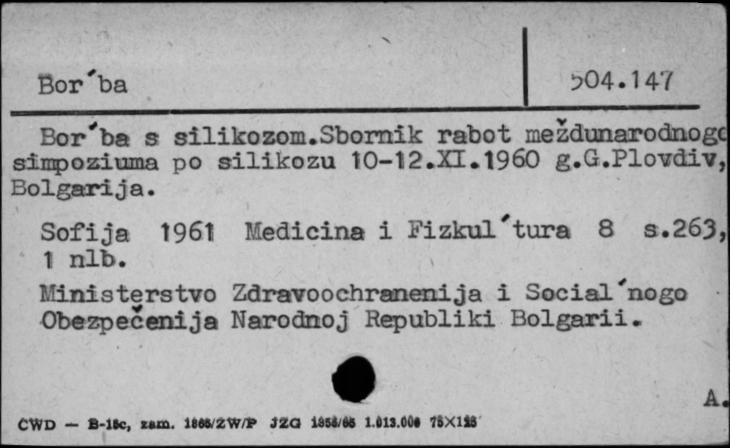 Bor´ba
504.147
Bor´ba s silikozom.Sbornik rabot meždunarodnogo
simpoziuma po silikozu 10-12.XI.1960 g.G.Plovdiv,
Bolgarija.
Sofija 1961 Medicina i Fizkul´tura 8 s.263,
1 nlb.
Ministerstvo Zdravoochranenija i Social´nogo
Obezpečenija Narodnoj Republiki Bolgarii.
A.
CWD — B-18c, zam. 1866/ZW/P JZG 1958/66 1.013.000 75X125